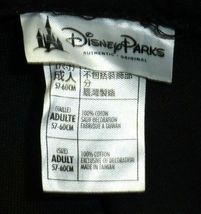 Disney Parks
AUTHENTIC ORIGINAL
成人
57-60CM
不包括裝飾部
分
臺灣製造
(TAILLE)
ADULTE
57-60CM
100% COTON
SAUF DECORATION
FABRIQUE A TAIWAN
(SIZE)
ADULT
57-60CM
100% COTTON
EXCLUSIVE OF DECORATION
MADE IN TAIWAN